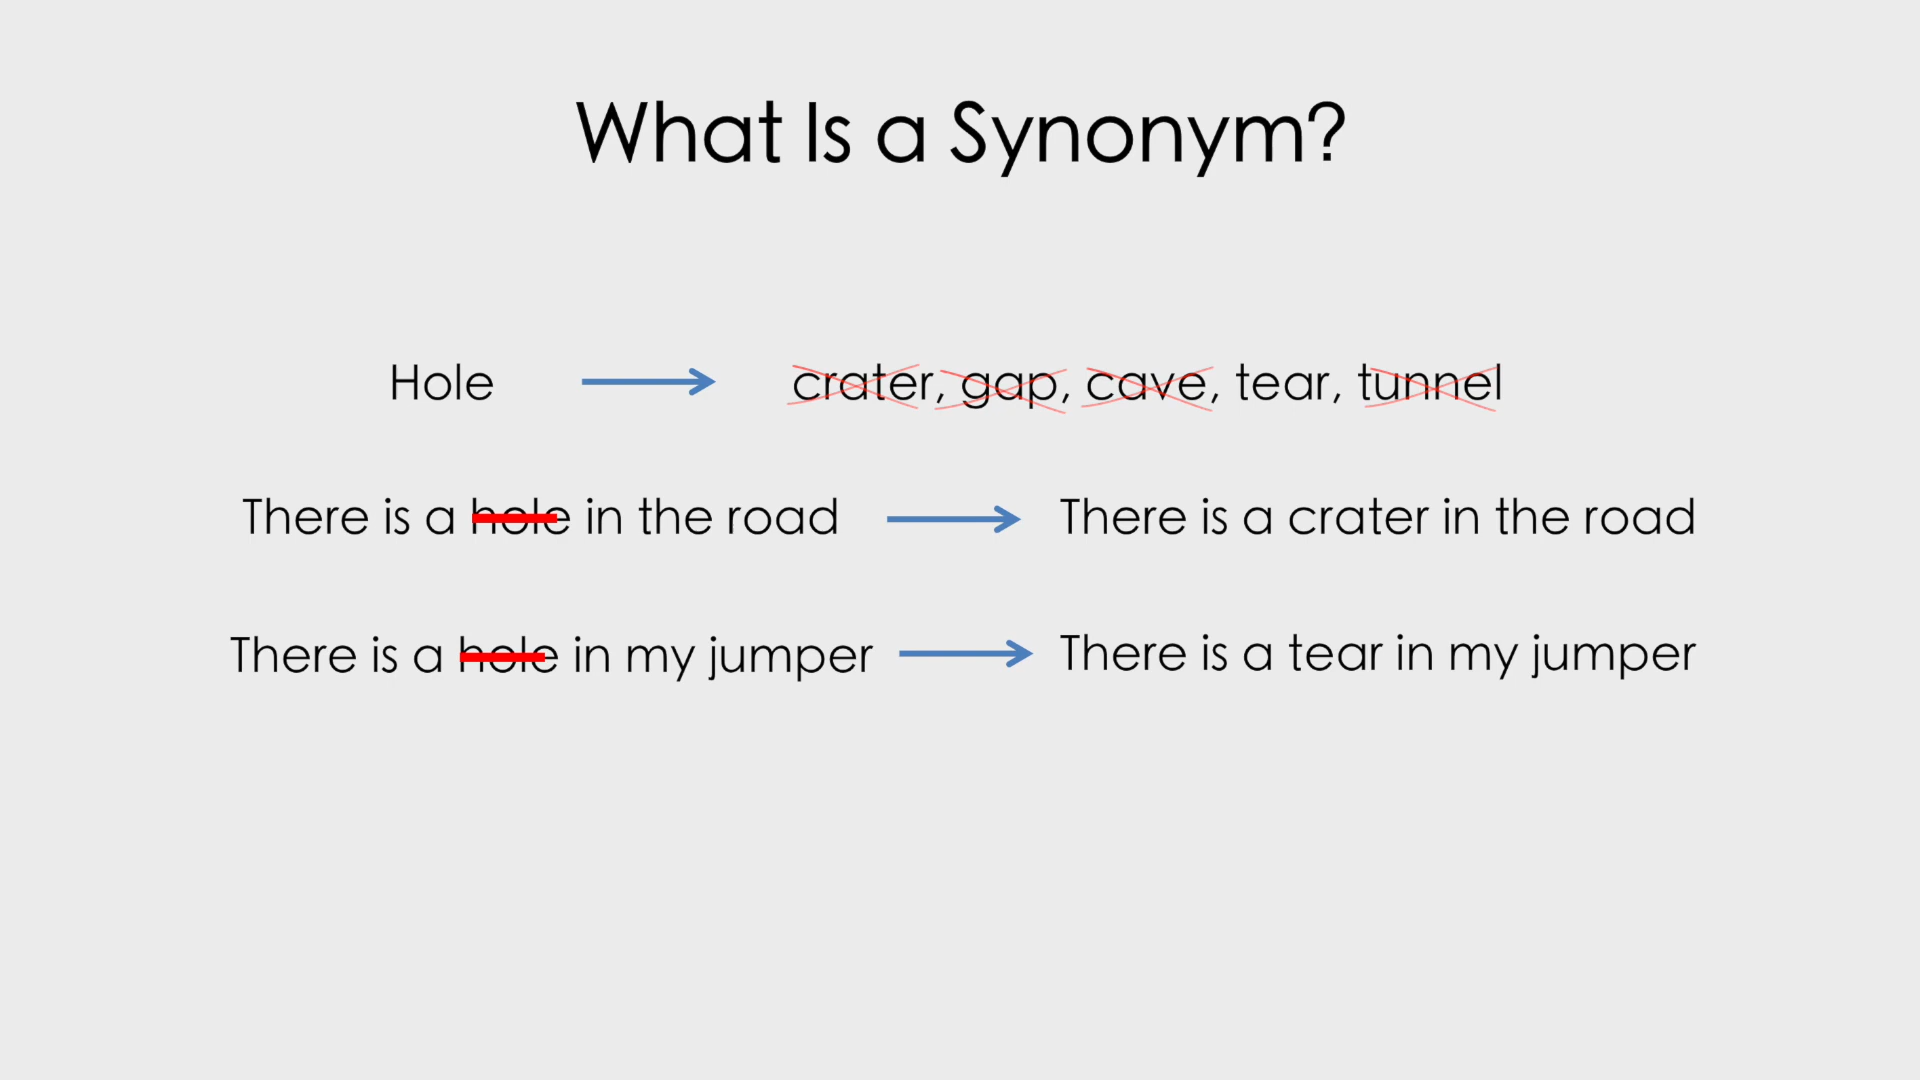 What Is a Synonym?
Hole crater, gap, cave, tear, tunnel
There is a hole in the road There is a crater in the road
There is a hole in my jumper There is a tear in my jumper